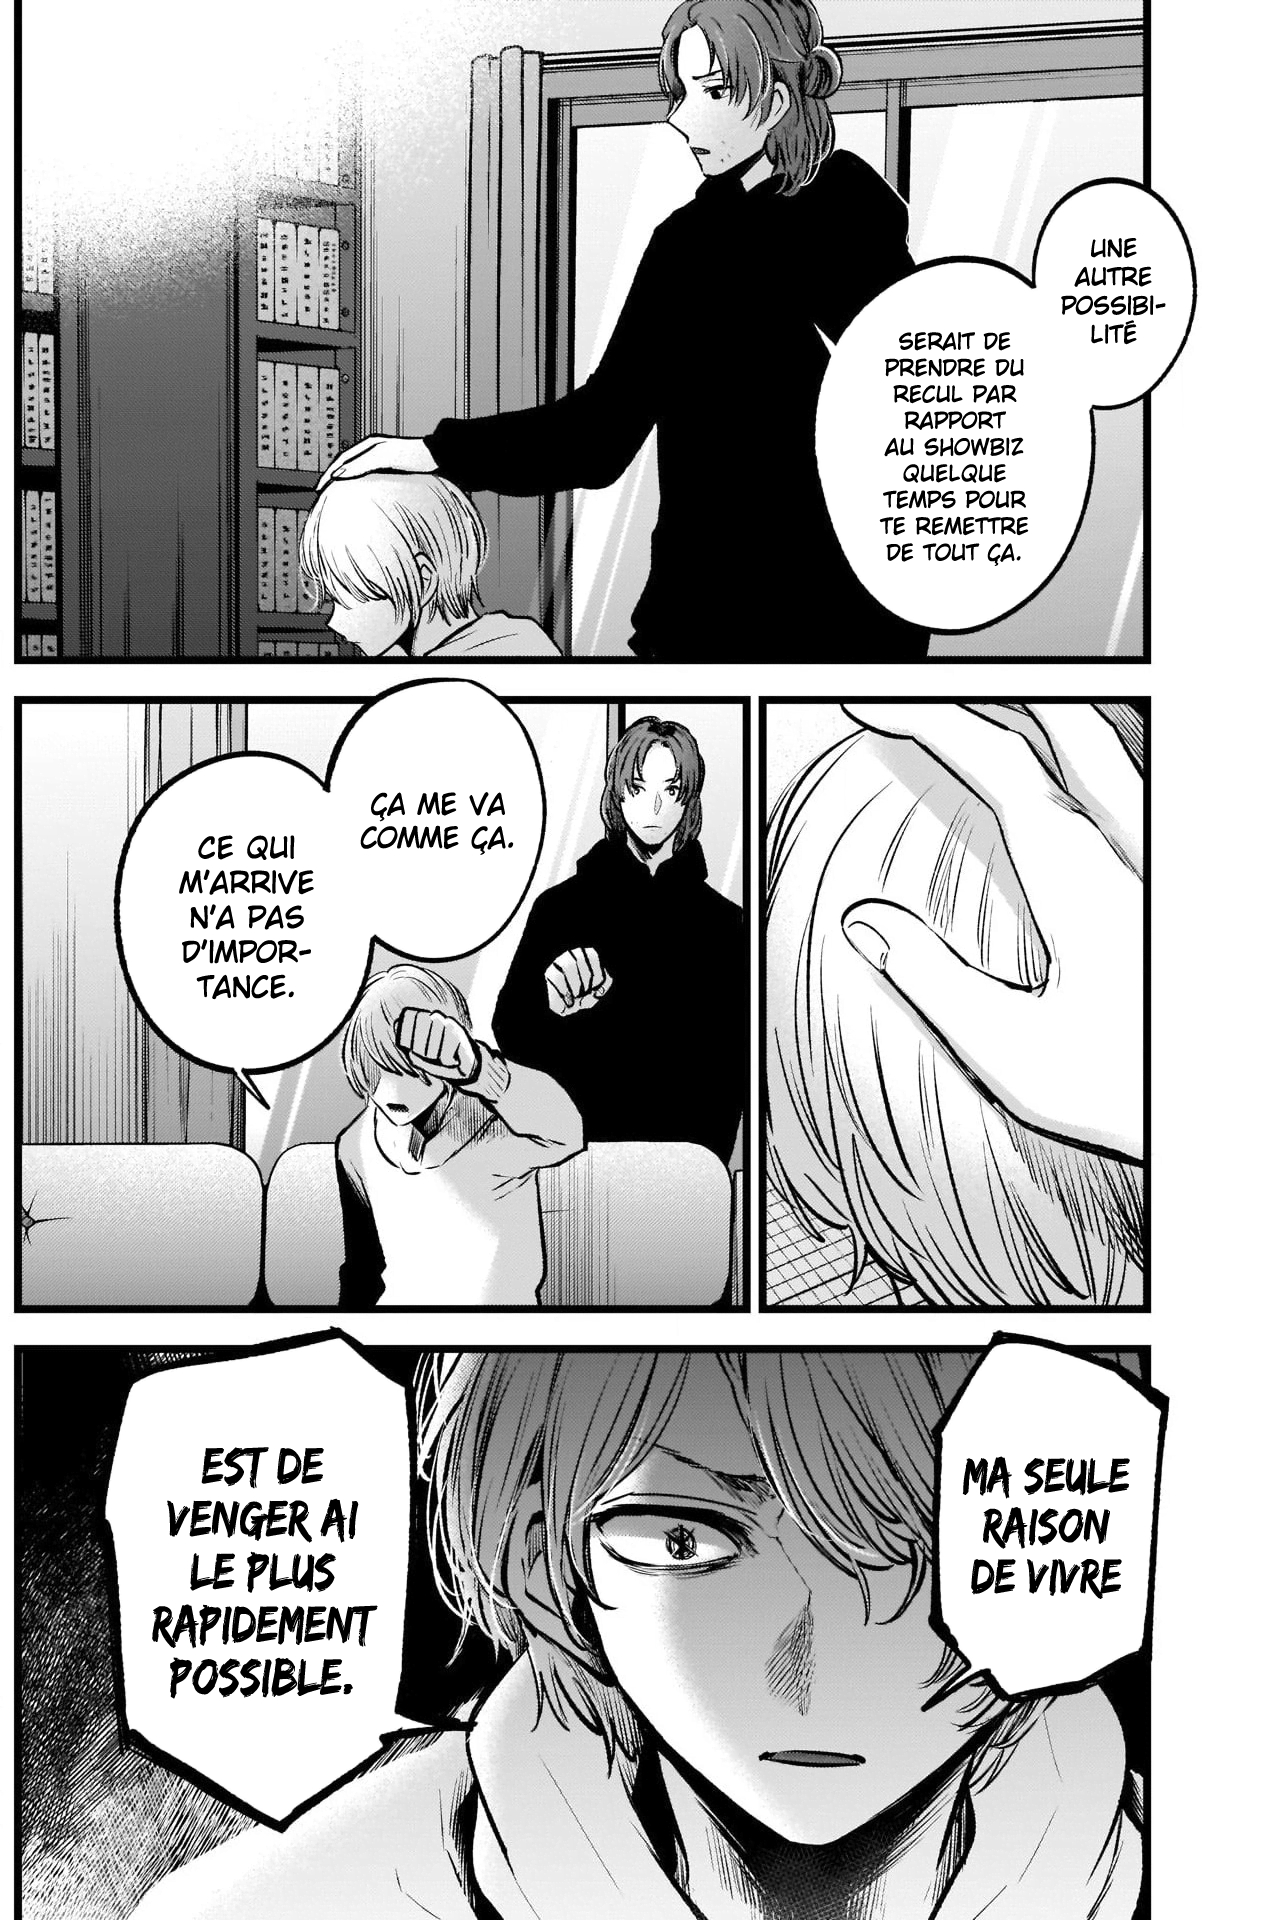 UNE
AUTRE
POSSIBI-
LITÉ
SERAIT DE
PRENDRE DU
RECUL PAR
RAPPORT
AU SHOWBIZ
QUELQUE
TEMPS POUR
TE REMETTRE
DE TOUT ÇA.
ÇA ME VA
COMME ÇA.
CE QUI
M'ARRIVE
N'A PAS
D'IMPOR-
TANCE.
MA SEULE
RAISON
DE VIVRE
EST DE
VENGER AI
LE PLUS
RAPIDEMENT
POSSIBLE.